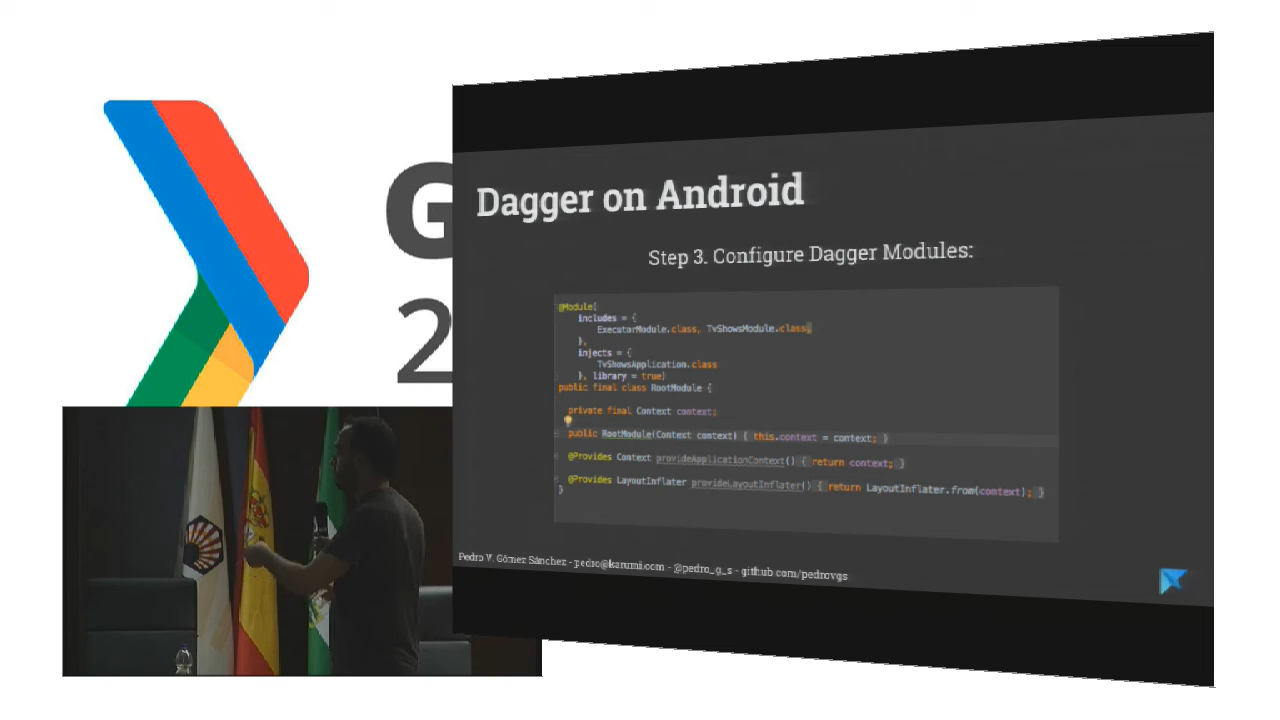 G
2
Dagger on Android
Step 3. Configure Dagger Modules:
@Module(
includes = {
ExecutorModule.class, TvShowsModule.class,
},
injects = {
TvShowsApplication.class
}, library = true)
public final class RootModule {
private final Context context;
public RootModule(Context context) { this.context = context; }
@Provides Context provideApplicationContext() { return context; }
@Provides LayoutInflater provideLayoutInflater() { return LayoutInflater.from(context); }
}
Pedro V. Gómez Sánchez - pedro@karumi.com - @pedro_g_s - github.com/pedrovgs